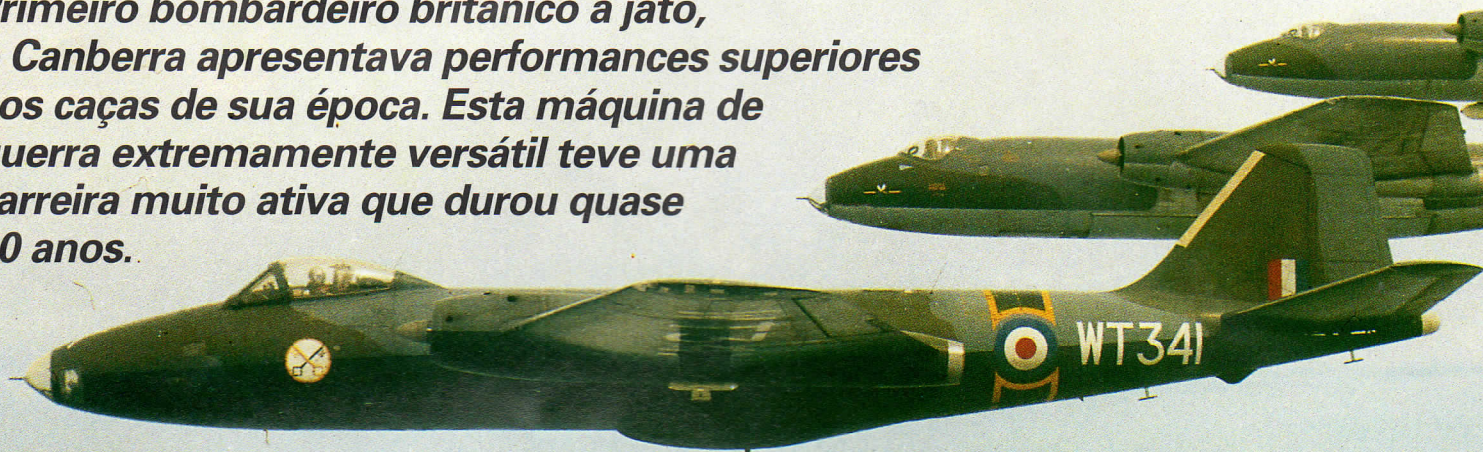 rimeiro bombardeiro britânico a jato,
Canberra apresentava performances superiores
os caças de sua época. Esta máquina de
uerra extremamente versátil teve uma
arreira muito ativa que durou quase
0 anos.
WT341